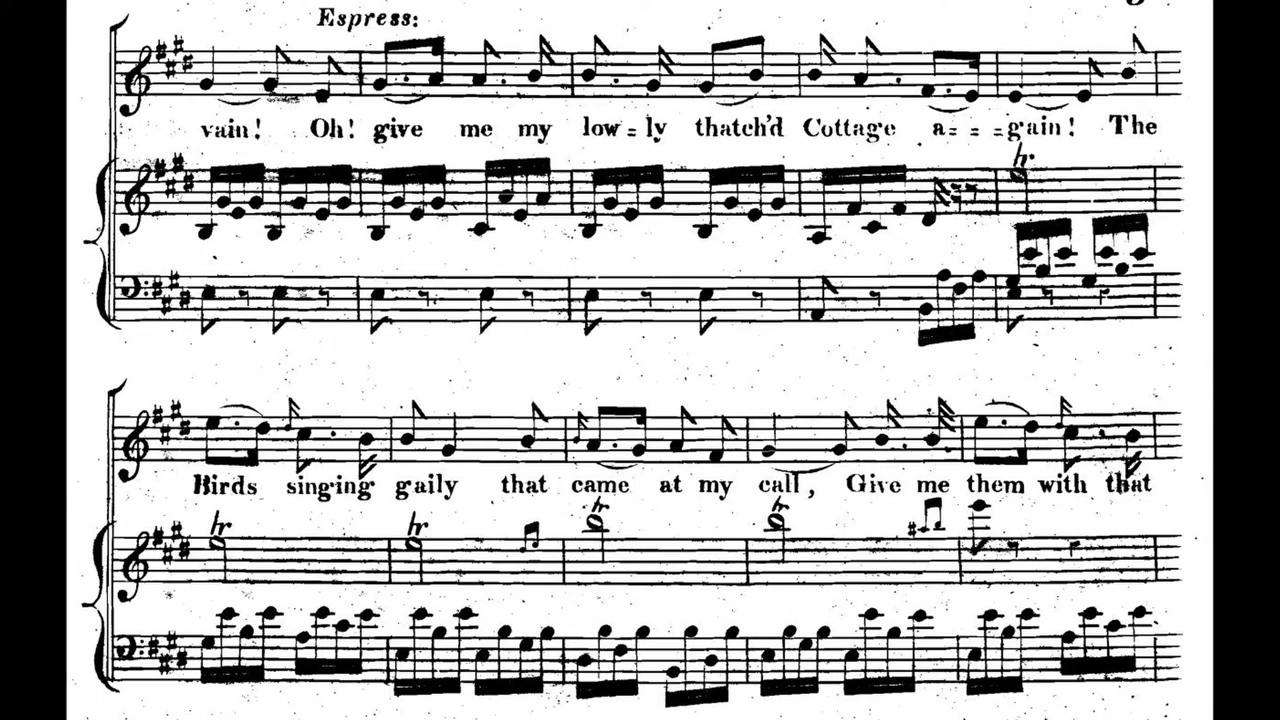 Espress:
vain! Oh! give me my low=ly thatch'd Cottage a= = =gain! The
Birds singing gaily that came at my call, Give me them with that